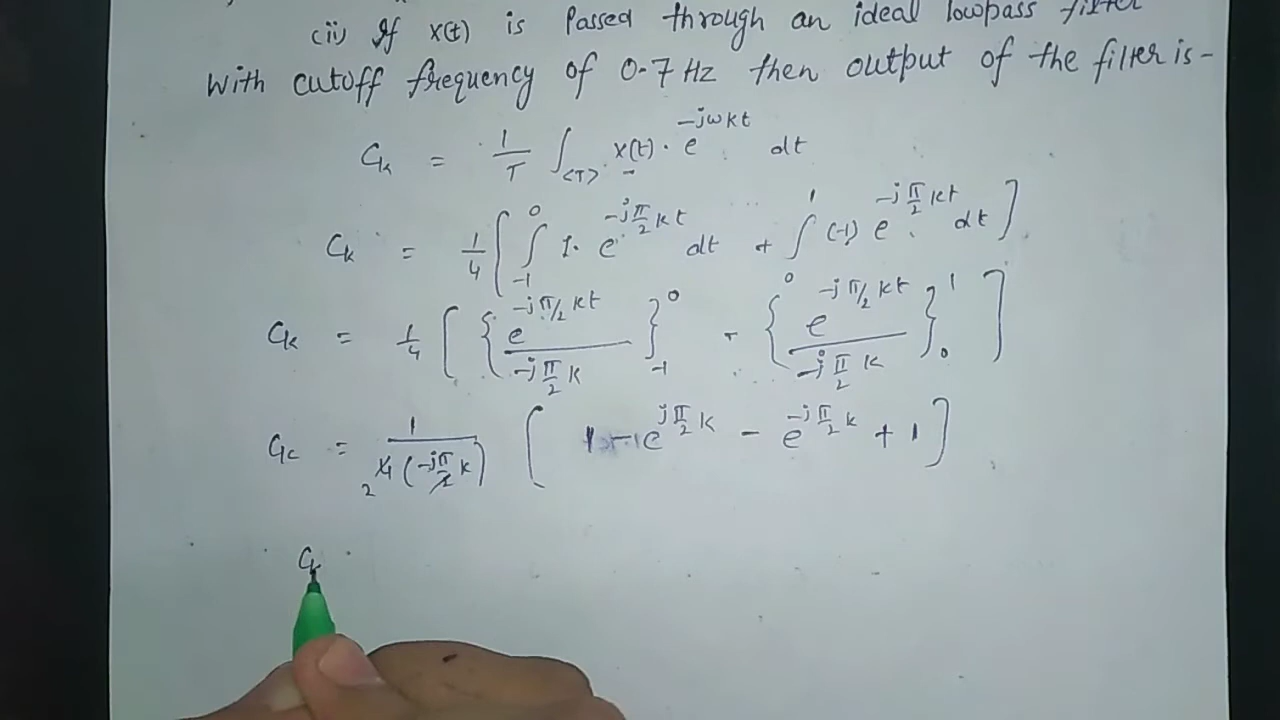 (ii) If x(t) is Passed through an ideal lowpass filter
With cutoff frequency of 0.7 Hz then output of the filter is-
Ck = 1/T ∫<T> x(t) · e^(-jωkt) dt
Ck = 1/4 [ ∫_{-1}^{0} 1· e^(-jπ/2 kt) dt + ∫_{0}^{1} (-1) e^(-jπ/2 kt) dt ]
Ck = 1/4 [ { e^(-jπ/2 kt) / (-jπ/2 k) }_{-1}^{0} - { e^(-jπ/2 kt) / (-jπ/2 k) }_{0}^{1} ]
Ck = 1 / (4 (-jπ/2 k)) 2 [ 1 - e^(jπ/2 k) - e^(-jπ/2 k) + 1 ]
Ck